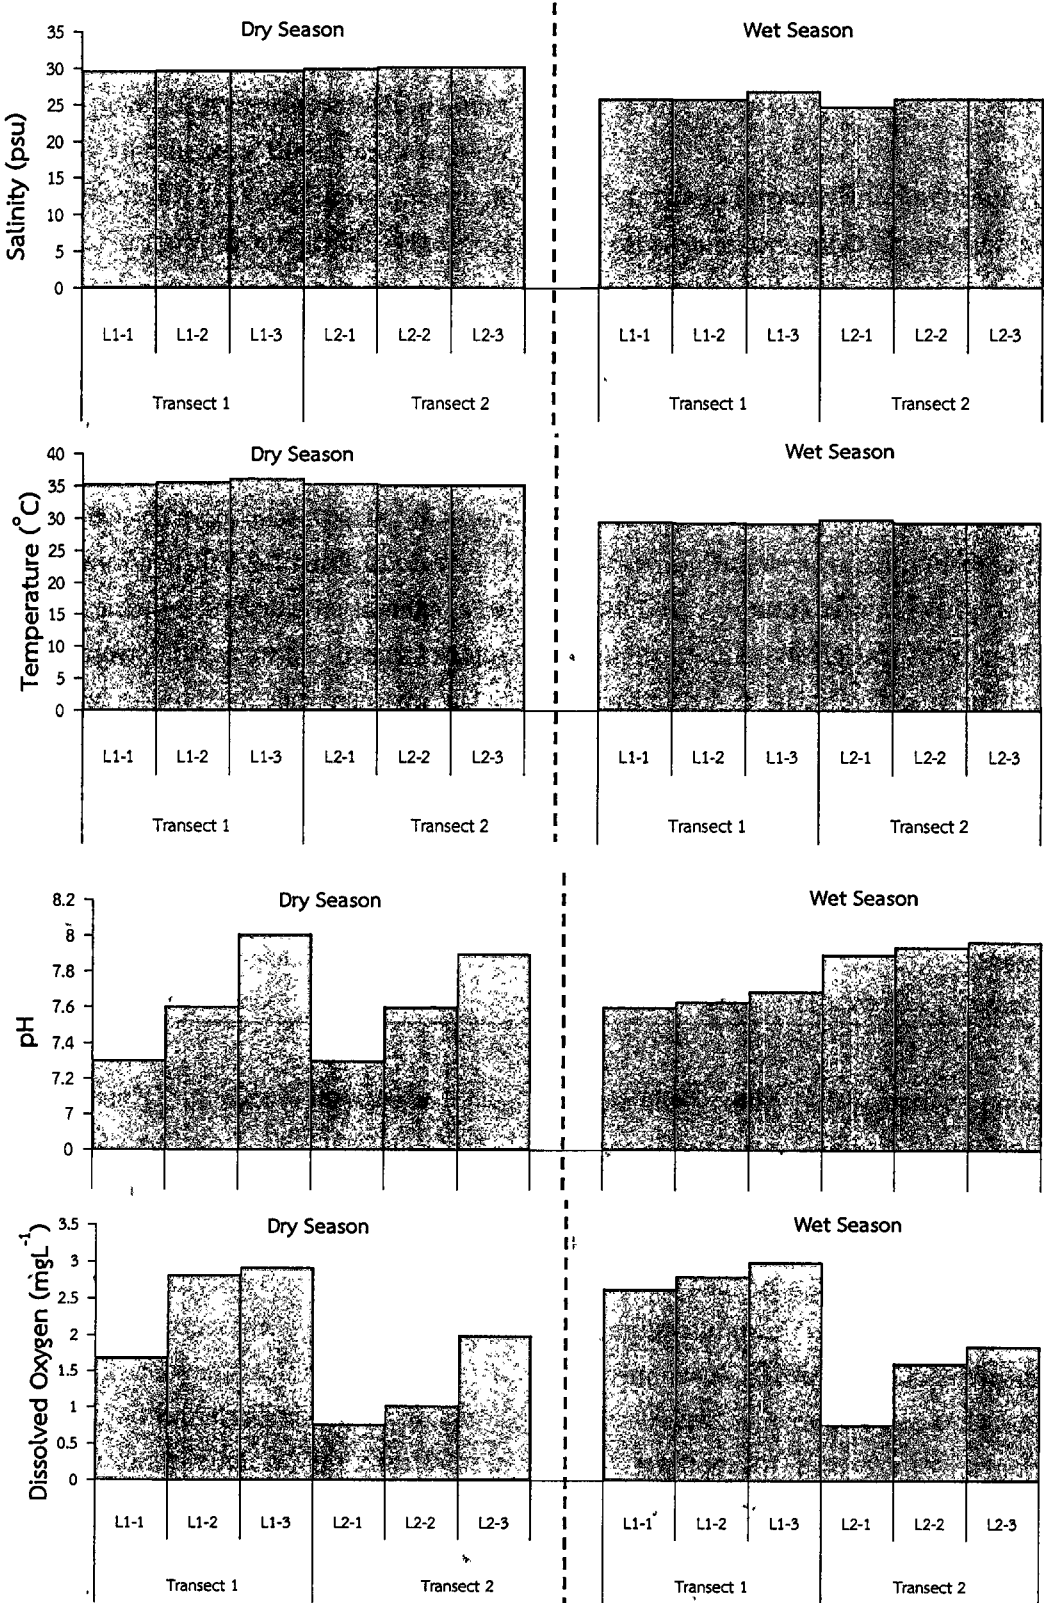 Dry Season Wet Season
Salinity (psu)
35
30
25
20
15
10
5
0
L1-1 L1-2 L1-3 L2-1 L2-2 L2-3 L1-1 L1-2 L1-3 L2-1 L2-2 L2-3
Transect 1 Transect 2 Transect 1 Transect 2
Dry Season Wet Season
Temperature (°C)
40
35
30
25
20
15
10
5
0
L1-1 L1-2 L1-3 L2-1 L2-2 L2-3 L1-1 L1-2 L1-3 L2-1 L2-2 L2-3
Transect 1 Transect 2 Transect 1 Transect 2
Dry Season Wet Season
pH
8.2
8
7.8
7.6
7.4
7.2
7
0
Dry Season Wet Season
Dissolved Oxygen (mgL⁻¹)
3.5
3
2.5
2
1.5
1
0.5
0
L1-1 L1-2 L1-3 L2-1 L2-2 L2-3 L1-1 L1-2 L1-3 L2-1 L2-2 L2-3
Transect 1 Transect 2 Transect 1 Transect 2